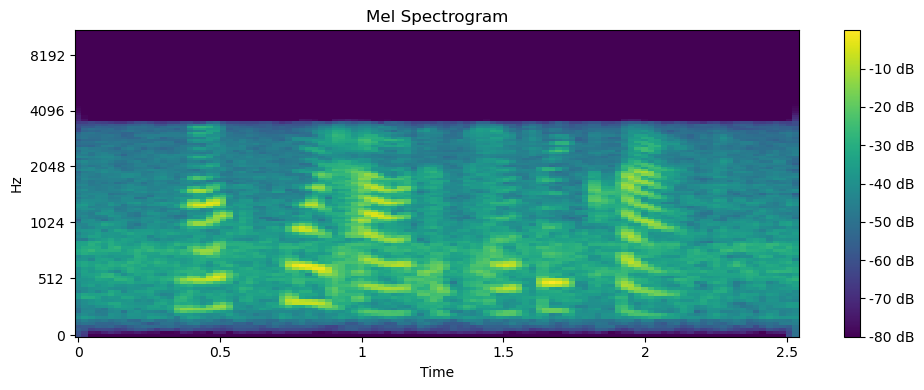 Mel Spectrogram
Hz
8192
4096
2048
1024
512
0
0
0.5
1
1.5
2
2.5
Time
-10 dB
-20 dB
-30 dB
-40 dB
-50 dB
-60 dB
-70 dB
-80 dB